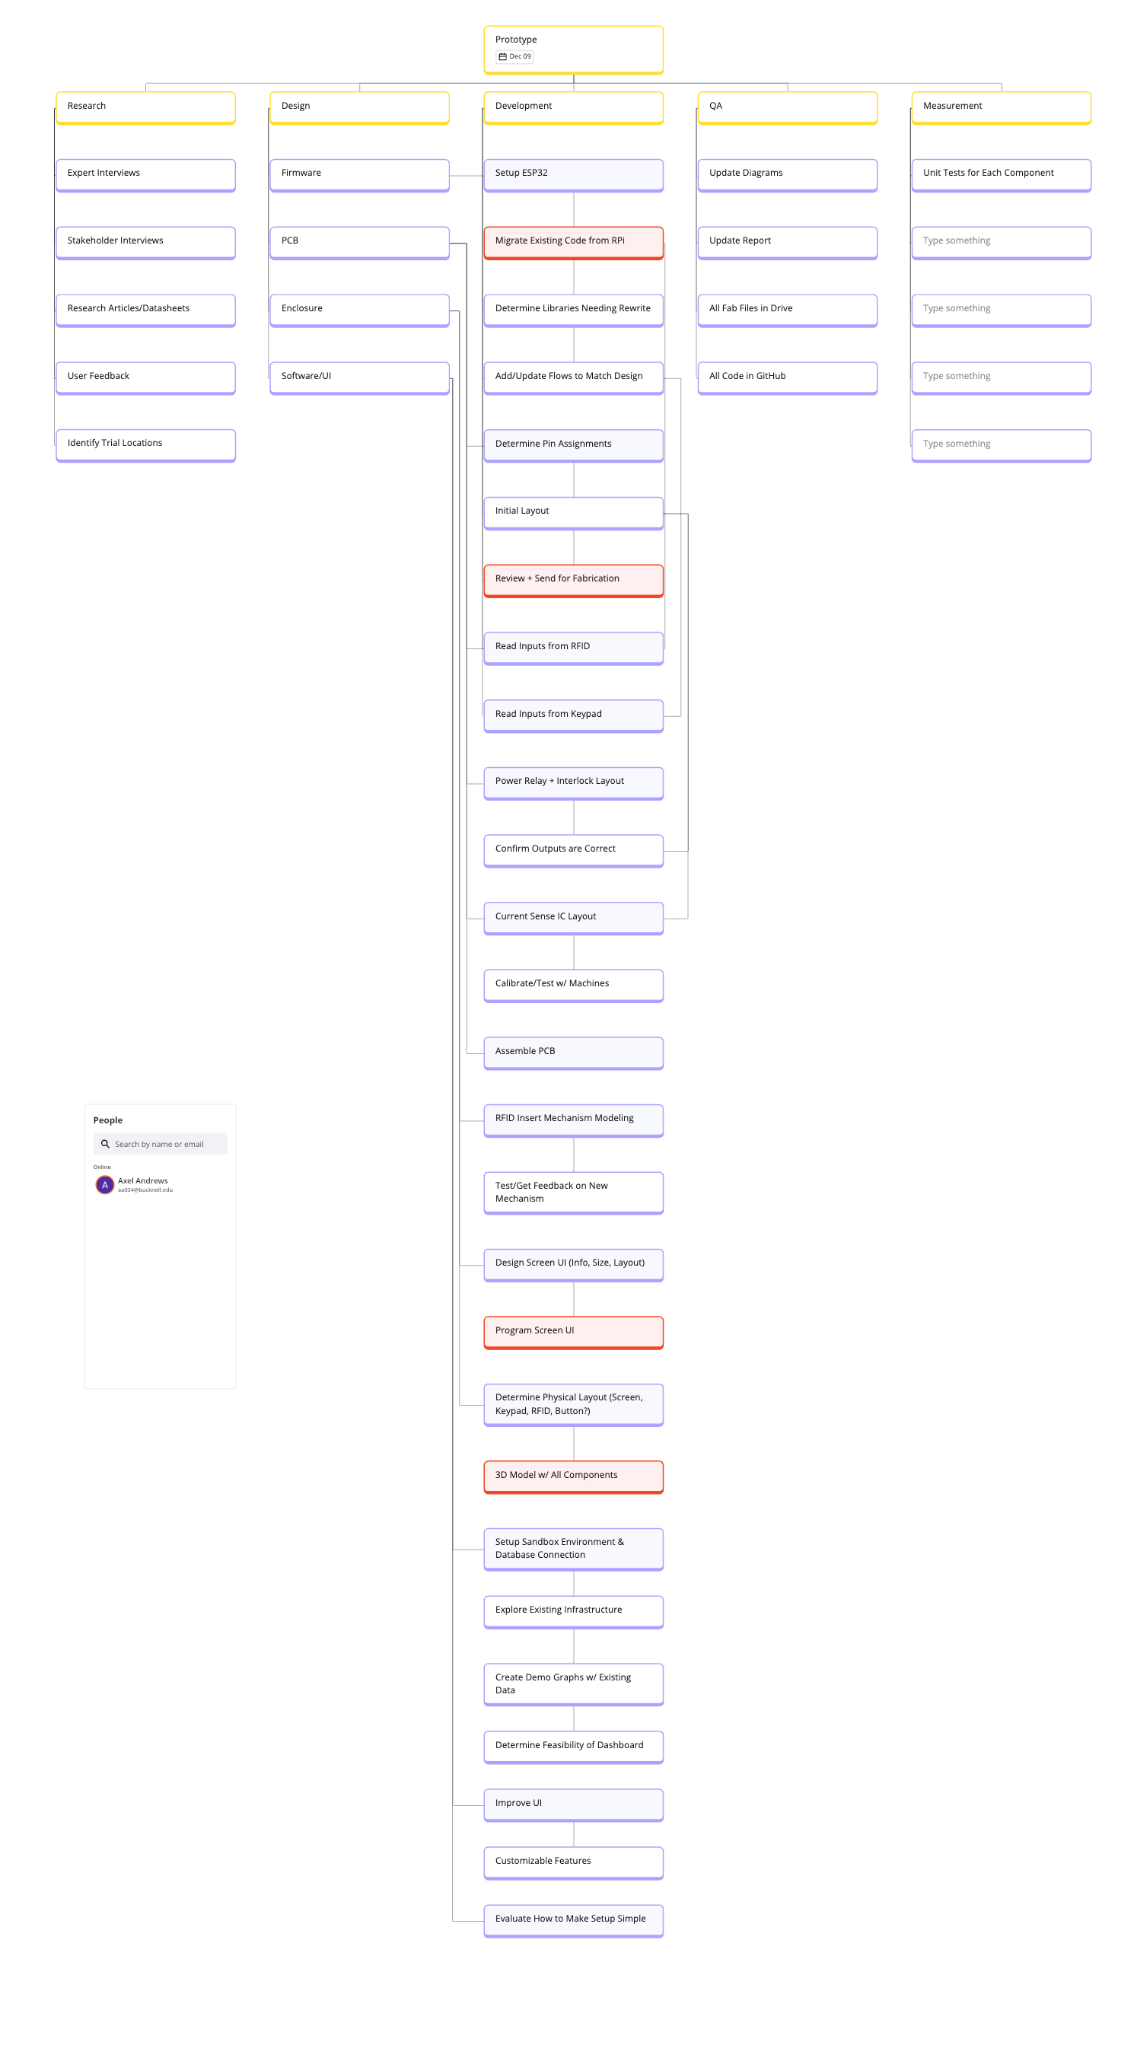 Prototype
Dec 09
Research
Expert Interviews
Stakeholder Interviews
Research Articles/Datasheets
User Feedback
Identify Trial Locations
Design
Firmware
PCB
Enclosure
Software/UI
Development
Setup ESP32
Migrate Existing Code from RPi
Determine Libraries Needing Rewrite
Add/Update Flows to Match Design
Determine Pin Assignments
Initial Layout
Review + Send for Fabrication
Read Inputs from RFID
Read Inputs from Keypad
Power Relay + Interlock Layout
Confirm Outputs are Correct
Current Sense IC Layout
Calibrate/Test w/ Machines
Assemble PCB
RFID Insert Mechanism Modeling
Test/Get Feedback on New
Mechanism
Design Screen UI (Info, Size, Layout)
Program Screen UI
Determine Physical Layout (Screen,
Keypad, RFID, Button?)
3D Model w/ All Components
Setup Sandbox Environment &
Database Connection
Explore Existing Infrastructure
Create Demo Graphs w/ Existing
Data
Determine Feasibility of Dashboard
Improve UI
Customizable Features
Evaluate How to Make Setup Simple
QA
Update Diagrams
Update Report
All Fab Files in Drive
All Code in GitHub
Measurement
Unit Tests for Each Component
Type something
Type something
Type something
Type something
People
Search by name or email
Online
A
Axel Andrews
aa034@bucknell.edu